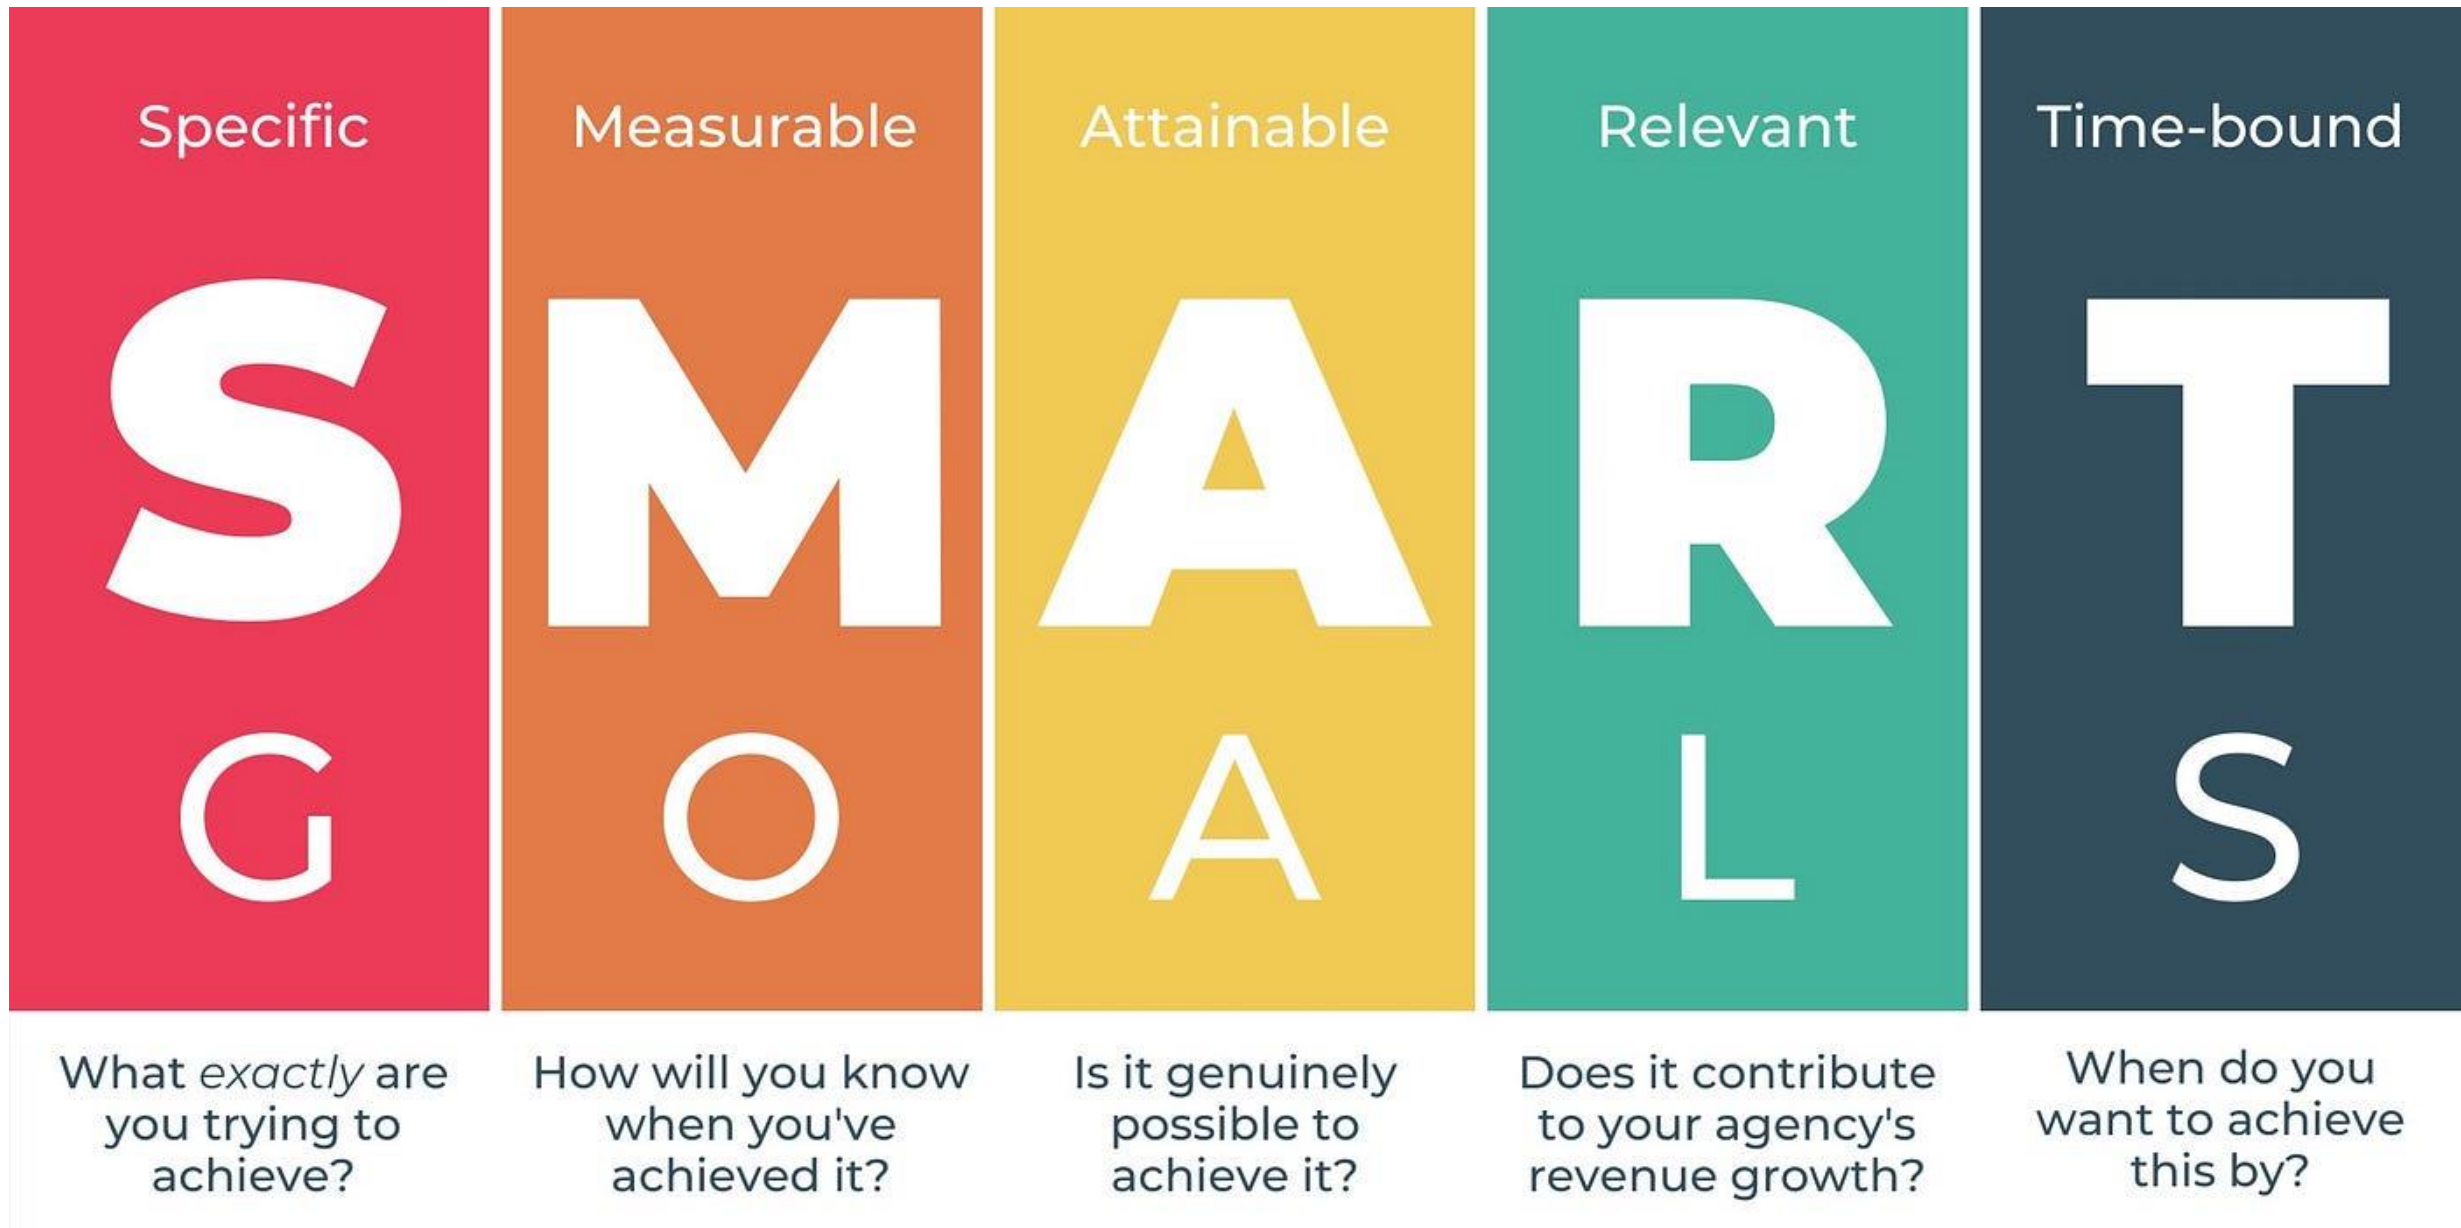 Specific Measurable Attainable Relevant Time-bound
S M A R T
G O A L S
What exactly are
you trying to
achieve?
How will you know
when you've
achieved it?
Is it genuinely
possible to
achieve it?
Does it contribute
to your agency's
revenue growth?
When do you
want to achieve
this by?